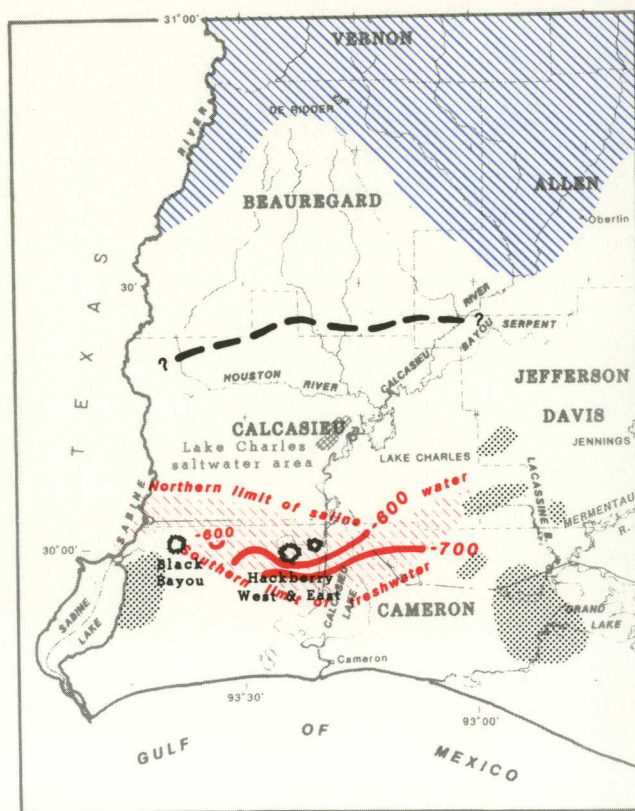 31°00'
VERNON
DE RIDDER
RIVER
ALLEN
BEAUREGARD
Oberlin
TEXAS
30'
RIVER
?
SERPENT
BAYOU
?
CALCASIEU
HOUSTON RIVER
JEFFERSON
DAVIS
CALCASIEU
JENNINGS
Lake Charles
saltwater area
LAKE CHARLES
LACASSINE B.
SABINE
Northern limit of saline water
-600
MERMENTAU
R.
-600
-700
30°00'
Black
Bayou
Southern limit of freshwater
Hackberry
West & East
CALCASIEU
LAKE
CAMERON
GRAND
LAKE
SABINE
LAKE
Cameron
93°30'
93°00'
GULF OF MEXICO